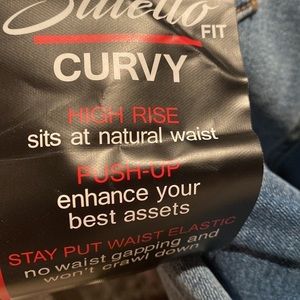 Stiletto
FIT
CURVY
HIGH RISE
sits at natural waist
PUSH-UP
enhance your
best assets
STAY PUT WAIST ELASTIC
no waist gapping and
won't crawl down